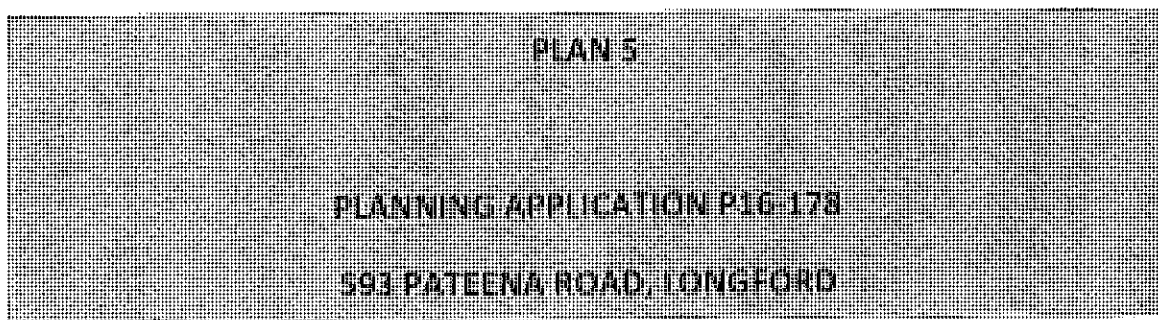 PLAN 5
PLANNING APPLICATION P16-178
593 PATEENA ROAD, LONGFORD